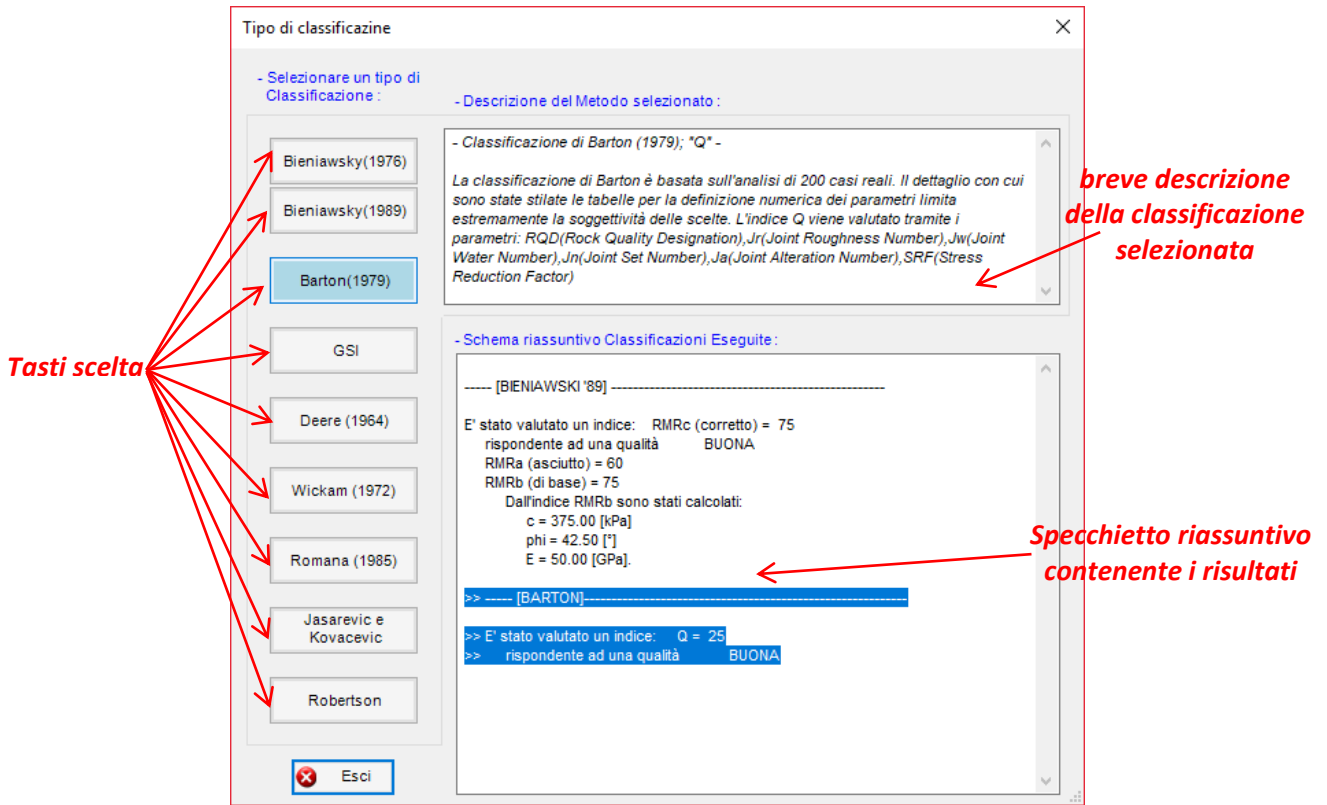 Tipo di classificazine
- Selezionare un tipo di
Classificazione :
Bieniawsky(1976)
Bieniawsky(1989)
Barton(1979)
GSI
Deere (1964)
Wickam (1972)
Romana (1985)
Jasarevic e
Kovacevic
Robertson
Esci
Tasti scelta
- Descrizione del Metodo selezionato :
- Classificazione di Barton (1979); "Q" -
La classificazione di Barton è basata sull'analisi di 200 casi reali. Il dettaglio con cui
sono state stilate le tabelle per la definizione numerica dei parametri limita
estremamente la soggettività delle scelte. L'indice Q viene valutato tramite i
parametri: RQD(Rock Quality Designation),Jr(Joint Roughness Number),Jw(Joint
Water Number),Jn(Joint Set Number),Ja(Joint Alteration Number),SRF(Stress
Reduction Factor)
breve descrizione
della classificazione
selezionata
- Schema riassuntivo Classificazioni Eseguite :
----- [BIENIAWSKI '89] --------------------------------------------------
E' stato valutato un indice: RMRc (corretto) = 75
rispondente ad una qualità BUONA
RMRa (asciutto) = 60
RMRb (di base) = 75
Dall'indice RMRb sono stati calcolati:
c = 375.00 [kPa]
phi = 42.50 [°]
E = 50.00 [GPa].
>> ----- [BARTON]-----------------------------------------------------------
>> E' stato valutato un indice: Q = 25
>> rispondente ad una qualità BUONA
Specchietto riassuntivo
contenente i risultati